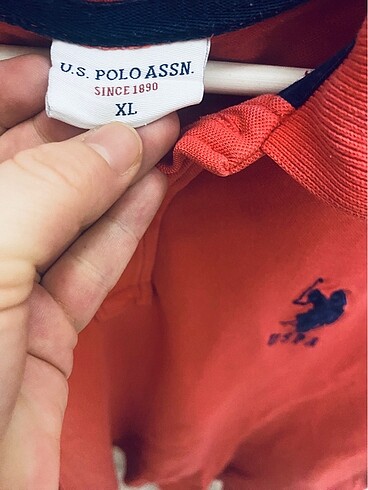 U.S. POLO ASSN.
SINCE 1890
XL
USPA